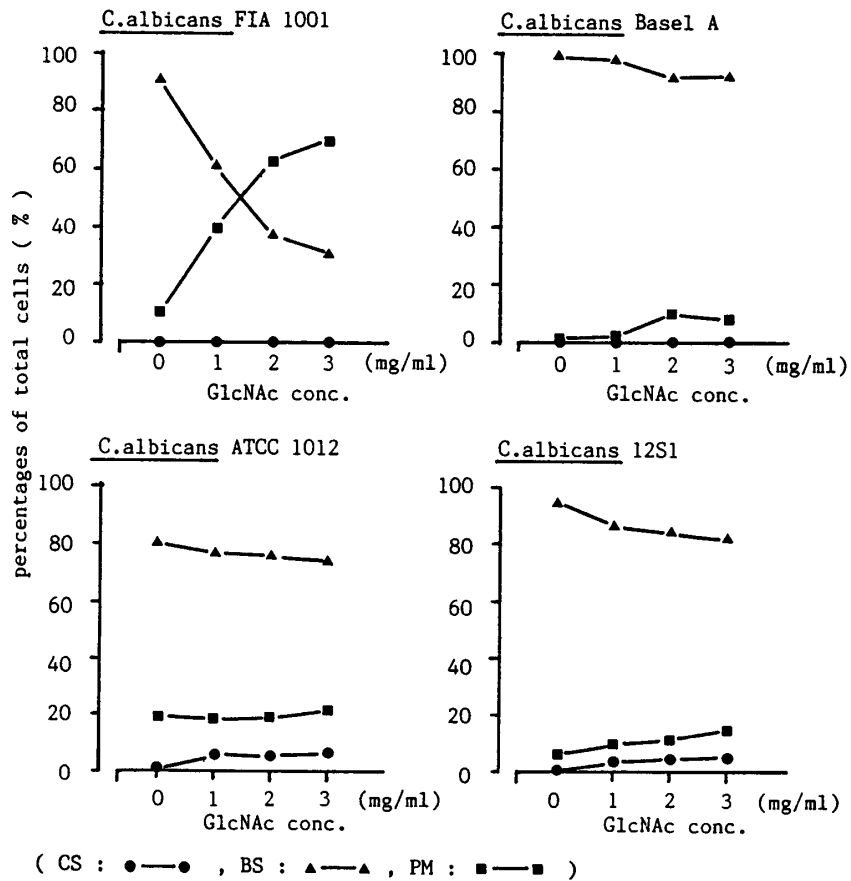 C.albicans FIA 1001
100
80
60
40
20
0
0 1 2 3 (mg/ml)
GlcNAc conc.
C.albicans Basel A
100
80
60
40
20
0
0 1 2 3 (mg/ml)
GlcNAc conc.
percentages of total cells ( % )
C.albicans ATCC 1012
100
80
60
40
20
0
0 1 2 3 (mg/ml)
GlcNAc conc.
C.albicans 12S1
100
80
60
40
20
0
0 1 2 3 (mg/ml)
GlcNAc conc.
( CS : , BS : , PM : )